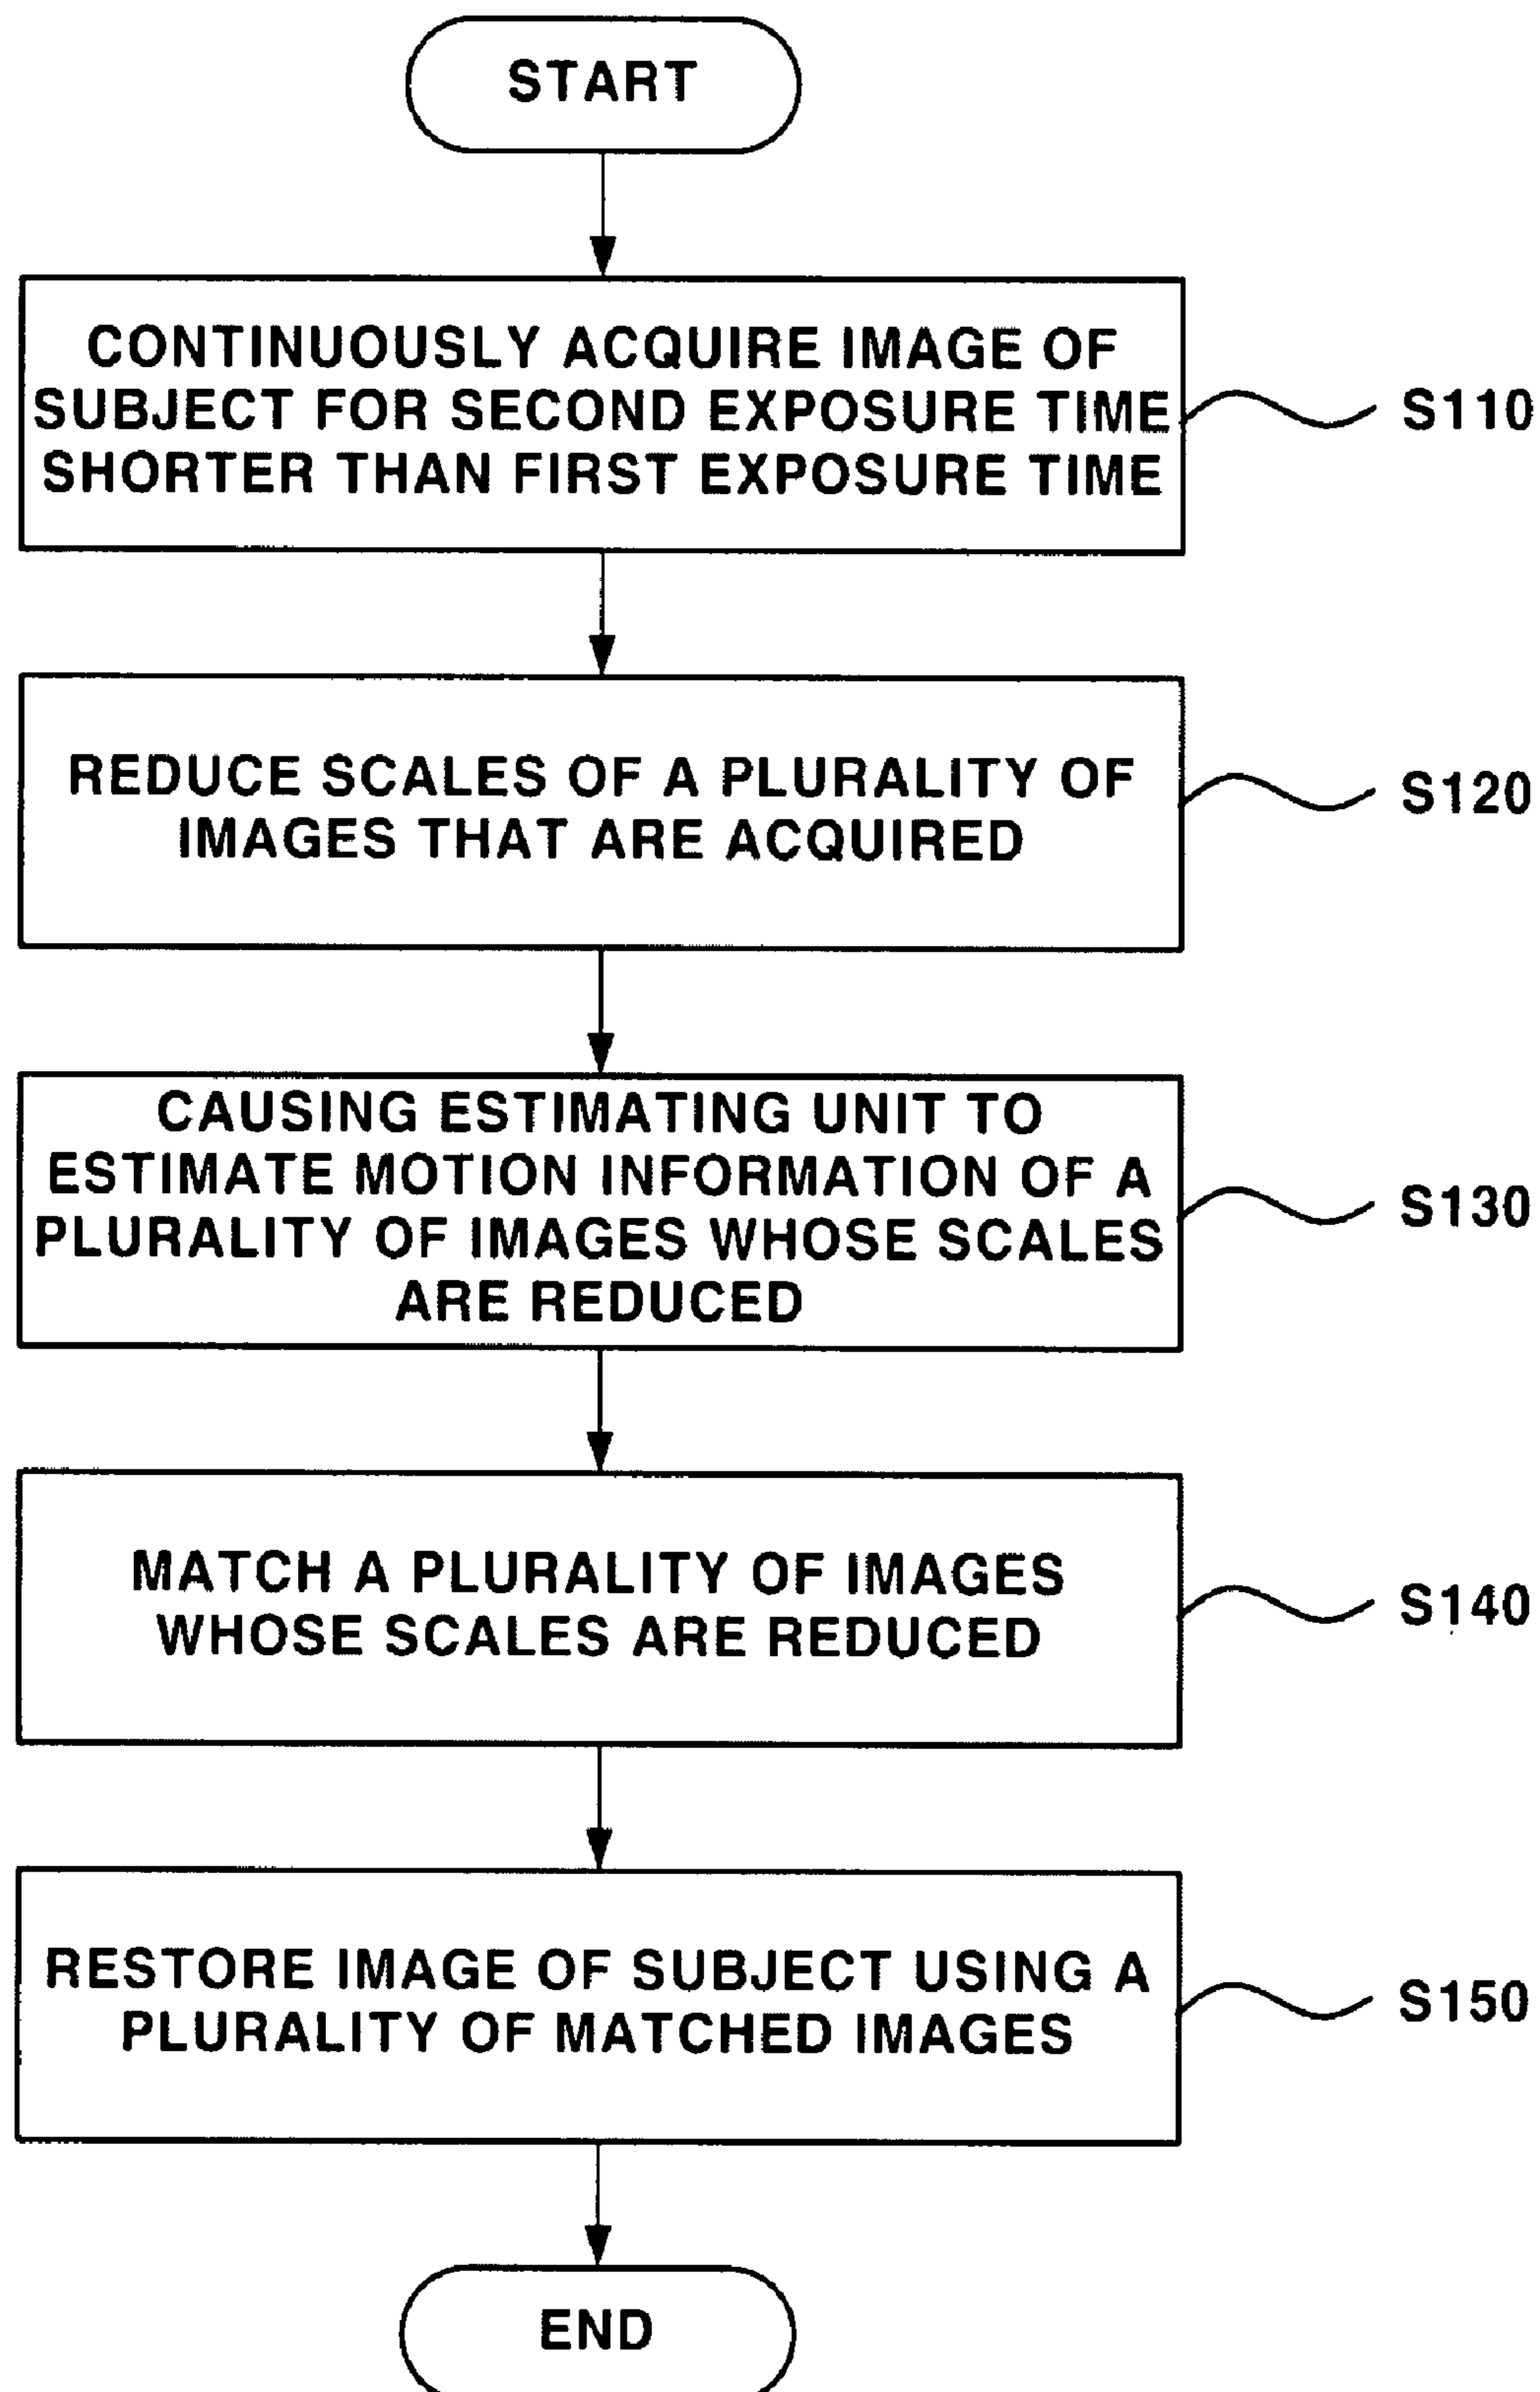 START
CONTINUOUSLY ACQUIRE IMAGE OF
SUBJECT FOR SECOND EXPOSURE TIME
SHORTER THAN FIRST EXPOSURE TIME
S110
REDUCE SCALES OF A PLURALITY OF
IMAGES THAT ARE ACQUIRED
S120
CAUSING ESTIMATING UNIT TO
ESTIMATE MOTION INFORMATION OF A
PLURALITY OF IMAGES WHOSE SCALES
ARE REDUCED
S130
MATCH A PLURALITY OF IMAGES
WHOSE SCALES ARE REDUCED
S140
RESTORE IMAGE OF SUBJECT USING A
PLURALITY OF MATCHED IMAGES
S150
END